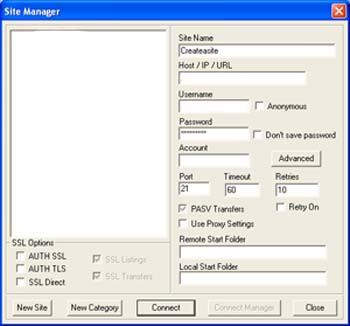 Site Manager
Site Name
Createasite
Host / IP / URL
Username
Anonymous
Password
********* Don't save password
Account
Advanced
Port Timeout Retries
21 60 10
PASV Transfers Retry On
Use Proxy Settings
Remote Start Folder
Local Start Folder
SSL Options
AUTH SSL SSL Listings
AUTH TLS SSL Transfers
SSL Direct
New Site New Category Connect Connect Manager Close